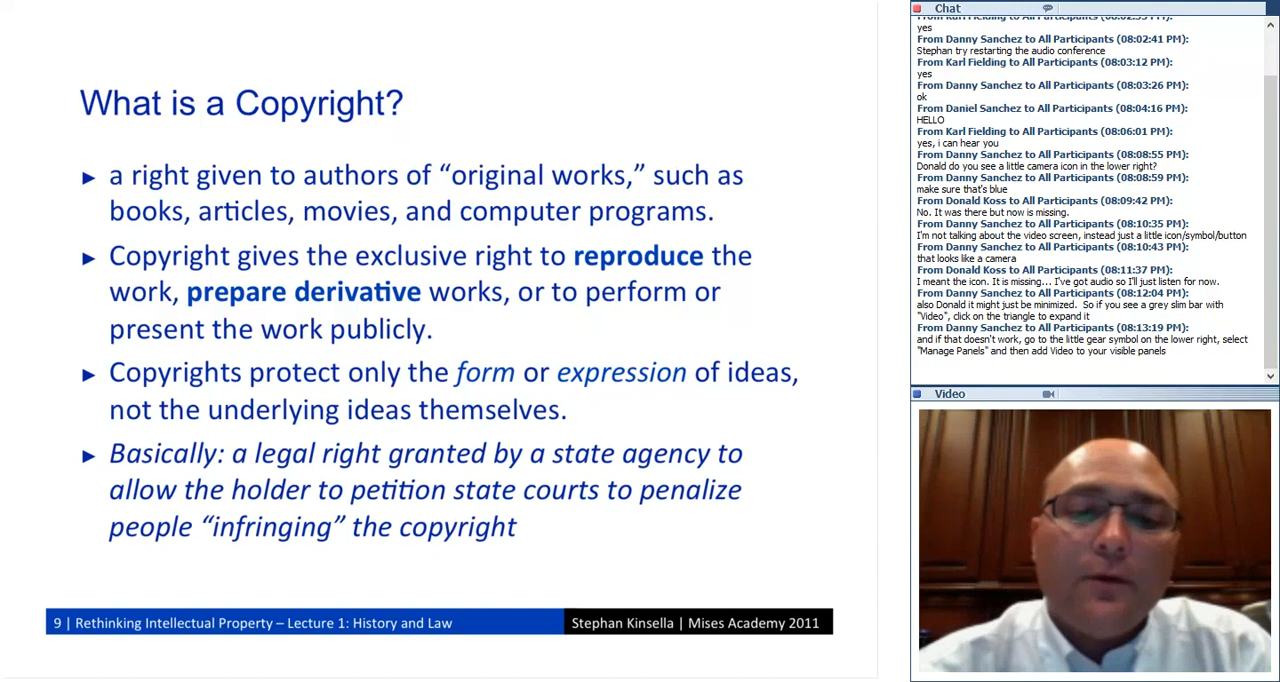 What is a Copyright?
► a right given to authors of “original works,” such as
books, articles, movies, and computer programs.
► Copyright gives the exclusive right to reproduce the
work, prepare derivative works, or to perform or
present the work publicly.
► Copyrights protect only the form or expression of ideas,
not the underlying ideas themselves.
► Basically: a legal right granted by a state agency to
allow the holder to petition state courts to penalize
people “infringing” the copyright
9 | Rethinking Intellectual Property – Lecture 1: History and Law
Stephan Kinsella | Mises Academy 2011
Chat
From Karl Fielding to All Participants
yes
From Danny Sanchez to All Participants (08:02:41 PM):
Stephan try restarting the audio conference
From Karl Fielding to All Participants (08:03:12 PM):
yes
From Danny Sanchez to All Participants (08:03:26 PM):
ok
From Daniel Sanchez to All Participants (08:04:16 PM):
HELLO
From Karl Fielding to All Participants (08:06:01 PM):
yes, i can hear you
From Danny Sanchez to All Participants (08:08:55 PM):
Donald do you see a little camera icon in the lower right?
From Danny Sanchez to All Participants (08:08:59 PM):
make sure that's blue
From Donald Koss to All Participants (08:09:42 PM):
No. It was there but now is missing.
From Danny Sanchez to All Participants (08:10:35 PM):
I'm not talking about the video screen, instead just a little icon/symbol/button
From Danny Sanchez to All Participants (08:10:43 PM):
that looks like a camera
From Donald Koss to All Participants (08:11:37 PM):
I meant the icon. It is missing... I've got audio so I'll just listen for now.
From Danny Sanchez to All Participants (08:12:04 PM):
also Donald it might just be minimized. So if you see a grey slim bar with
"Video", click on the triangle to expand it
From Danny Sanchez to All Participants (08:13:19 PM):
and if that doesn't work, go to the little gear symbol on the lower right, select
"Manage Panels" and then add Video to your visible panels
Video